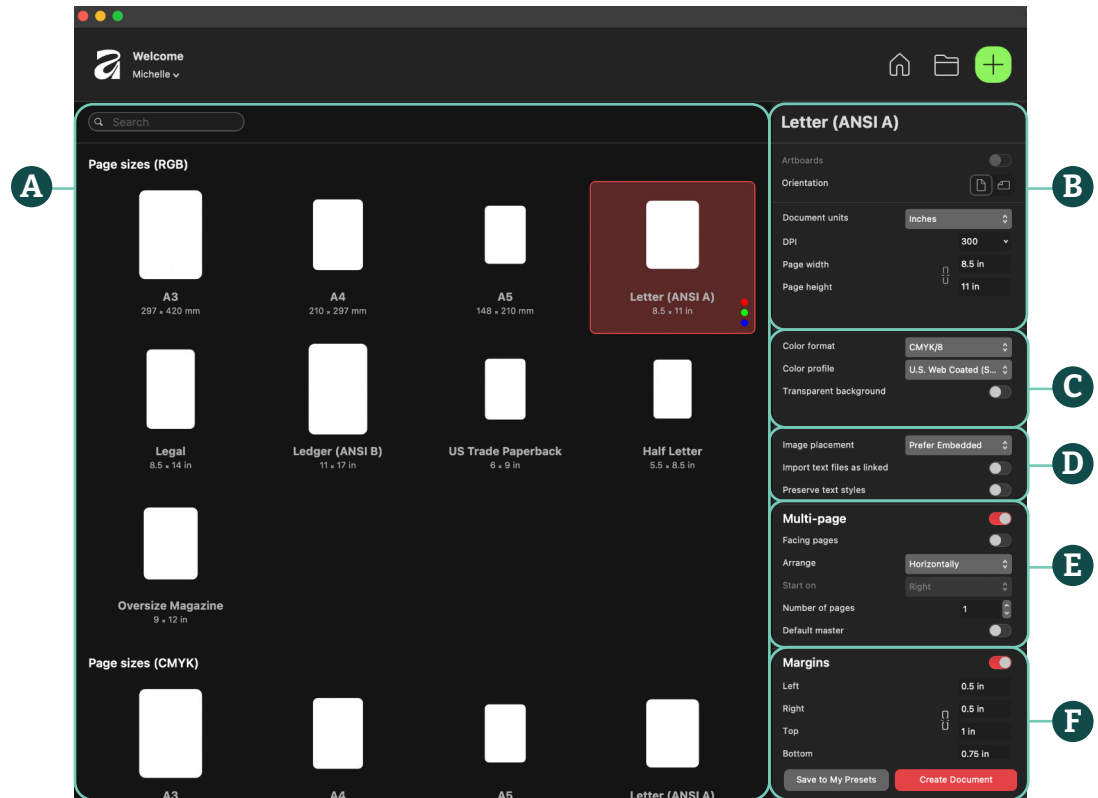 Welcome
Michelle
Search
Page sizes (RGB)
A3
297 × 420 mm
A4
210 × 297 mm
A5
148 × 210 mm
Letter (ANSI A)
8.5 × 11 in
Legal
8.5 × 14 in
Ledger (ANSI B)
11 × 17 in
US Trade Paperback
6 × 9 in
Half Letter
5.5 × 8.5 in
Oversize Magazine
9 × 12 in
Page sizes (CMYK)
A3
A4
A5
Letter (ANSI A)
A
Letter (ANSI A)
Artboards
Orientation
Document units Inches
DPI 300
Page width 8.5 in
Page height 11 in
B
Color format CMYK/8
Color profile U.S. Web Coated (S...
Transparent background
C
Image placement Prefer Embedded
Import text files as linked
Preserve text styles
D
Multi-page
Facing pages
Arrange Horizontally
Start on Right
Number of pages 1
Default master
E
Margins
Left 0.5 in
Right 0.5 in
Top 1 in
Bottom 0.75 in
Save to My Presets Create Document
F